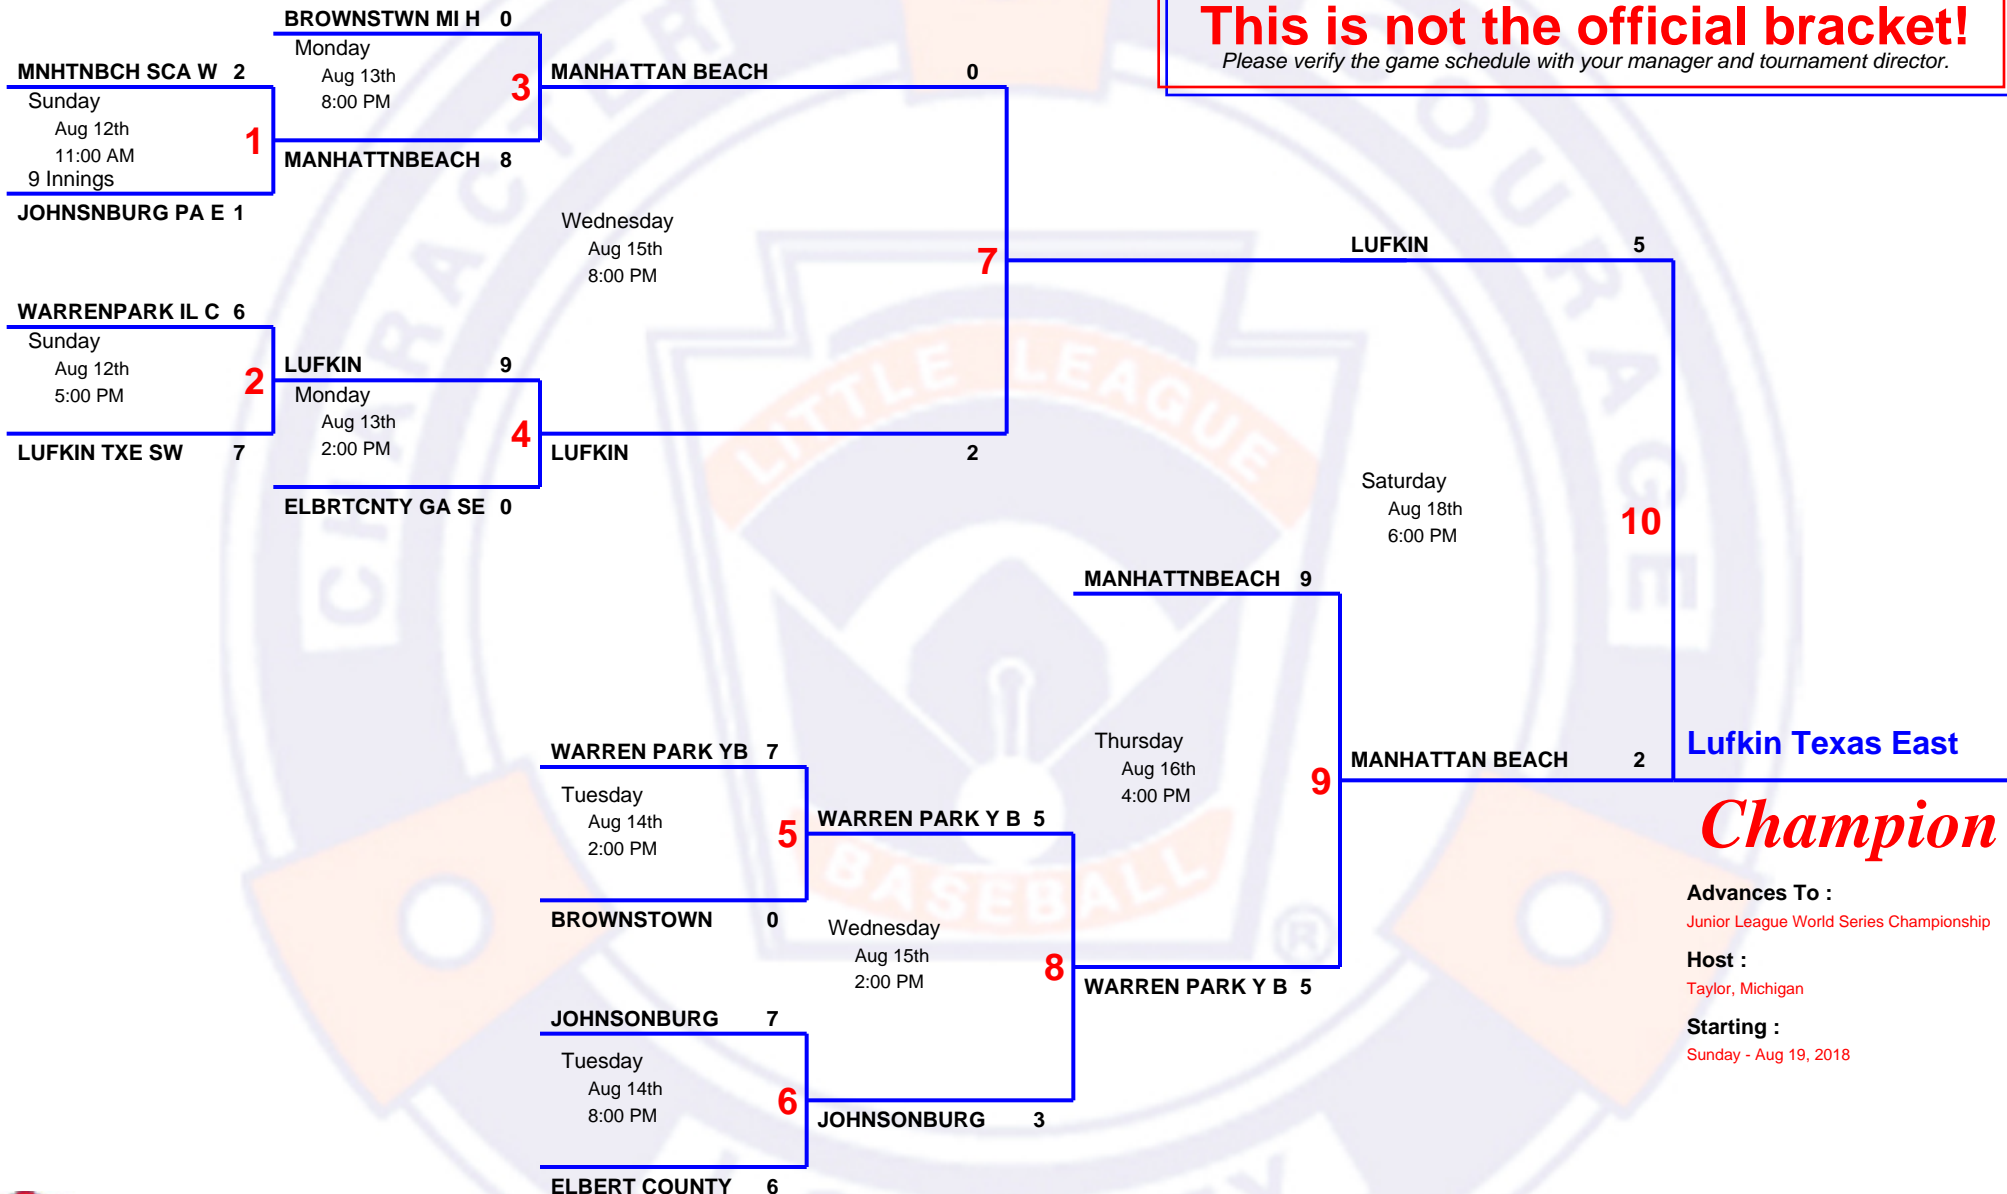 This is not the official bracket!
Please verify the game schedule with your manager and tournament director.
BROWNSTWN MI H 0
Monday
Aug 13th
8:00 PM
3
MNHTNBCH SCA W 2
Sunday
Aug 12th
11:00 AM
9 Innings
1
JOHNSNBURG PA E 1
MANHATTNBEACH 8
MANHATTAN BEACH 0
Wednesday
Aug 15th
8:00 PM
7
WARRENPARK IL C 6
Sunday
Aug 12th
5:00 PM
2
LUFKIN TXE SW 7
LUFKIN 9
Monday
Aug 13th
2:00 PM
4
ELBRTCNTY GA SE 0
LUFKIN 2
LUFKIN 5
Saturday
Aug 18th
6:00 PM
10
MANHATTNBEACH 9
Thursday
Aug 16th
4:00 PM
9
MANHATTAN BEACH 2
WARREN PARK YB 7
Tuesday
Aug 14th
2:00 PM
5
BROWNSTOWN 0
WARREN PARK Y B 5
Wednesday
Aug 15th
2:00 PM
8
WARREN PARK Y B 5
JOHNSONBURG 7
Tuesday
Aug 14th
8:00 PM
6
JOHNSONBURG 3
ELBERT COUNTY 6
Lufkin Texas East
Champion
Advances To :
Junior League World Series Championship
Host :
Taylor, Michigan
Starting :
Sunday - Aug 19, 2018
CHARACTER
COURAGE
LITTLE LEAGUE
BASEBALL
®